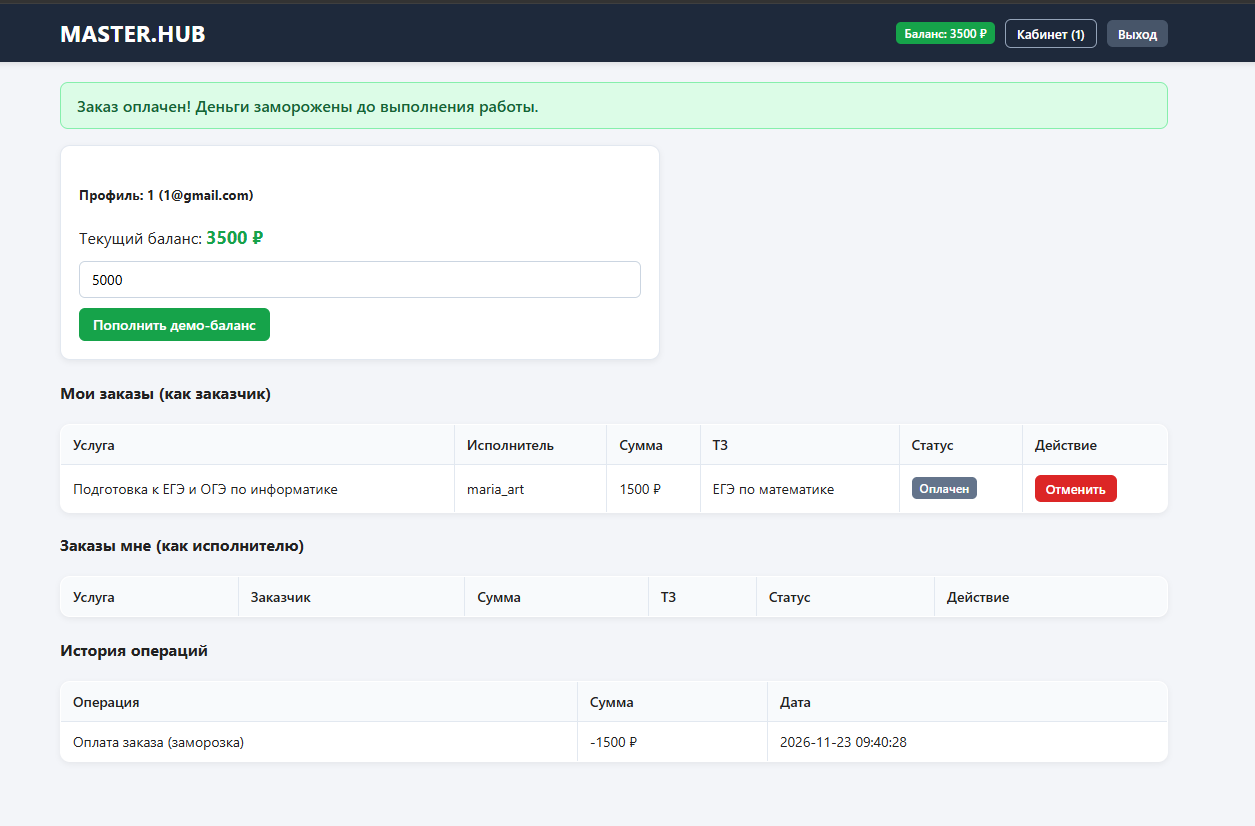 MASTER.HUB
Баланс: 3500 ₽ Кабинет (1) Выход
Заказ оплачен! Деньги заморожены до выполнения работы.
Профиль: 1 (1@gmail.com)
Текущий баланс: 3500 ₽
5000
Пополнить демо-баланс
Мои заказы (как заказчик)
Услуга Исполнитель Сумма ТЗ Статус Действие
Подготовка к ЕГЭ и ОГЭ по информатике maria_art 1500 ₽ ЕГЭ по математике Оплачен Отменить
Заказы мне (как исполнителю)
Услуга Заказчик Сумма ТЗ Статус Действие
История операций
Операция Сумма Дата
Оплата заказа (заморозка) -1500 ₽ 2026-11-23 09:40:28